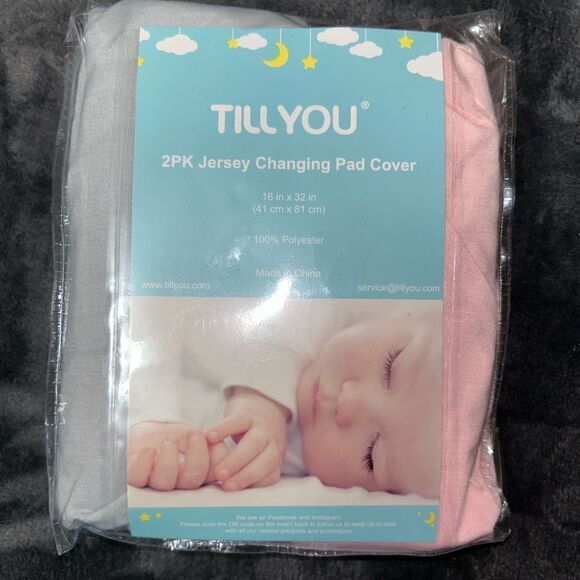 TILLYOU®
2PK Jersey Changing Pad Cover
16 in x 32 in
(41 cm x 81 cm)
100% Polyester
Made in China
www.tillyou.com
service@tillyou.com
We are on Facebook and Instagram
Please scan the QR code on the insert back to follow us to keep up-to-date
with all our newest products and promotions